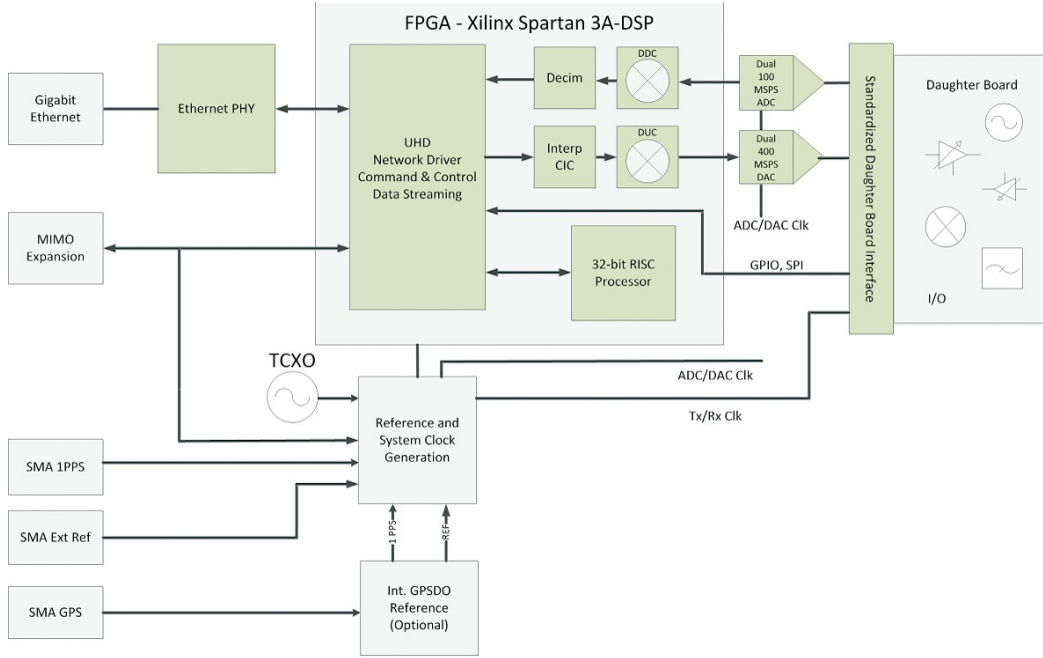 FPGA - Xilinx Spartan 3A-DSP
Gigabit
Ethernet
Ethernet PHY
UHD
Network Driver
Command & Control
Data Streaming
Decim
DDC
Dual
100
MSPS
ADC
Interp
CIC
DUC
Dual
400
MSPS
DAC
ADC/DAC Clk
Standardized Daughter Board Interface
Daughter Board
I/O
MIMO
Expansion
32-bit RISC
Processor
GPIO, SPI
TCXO
ADC/DAC Clk
Tx/Rx Clk
Reference and
System Clock
Generation
SMA 1PPS
SMA Ext Ref
1 PPS
REF
SMA GPS
Int. GPSDO
Reference
(Optional)